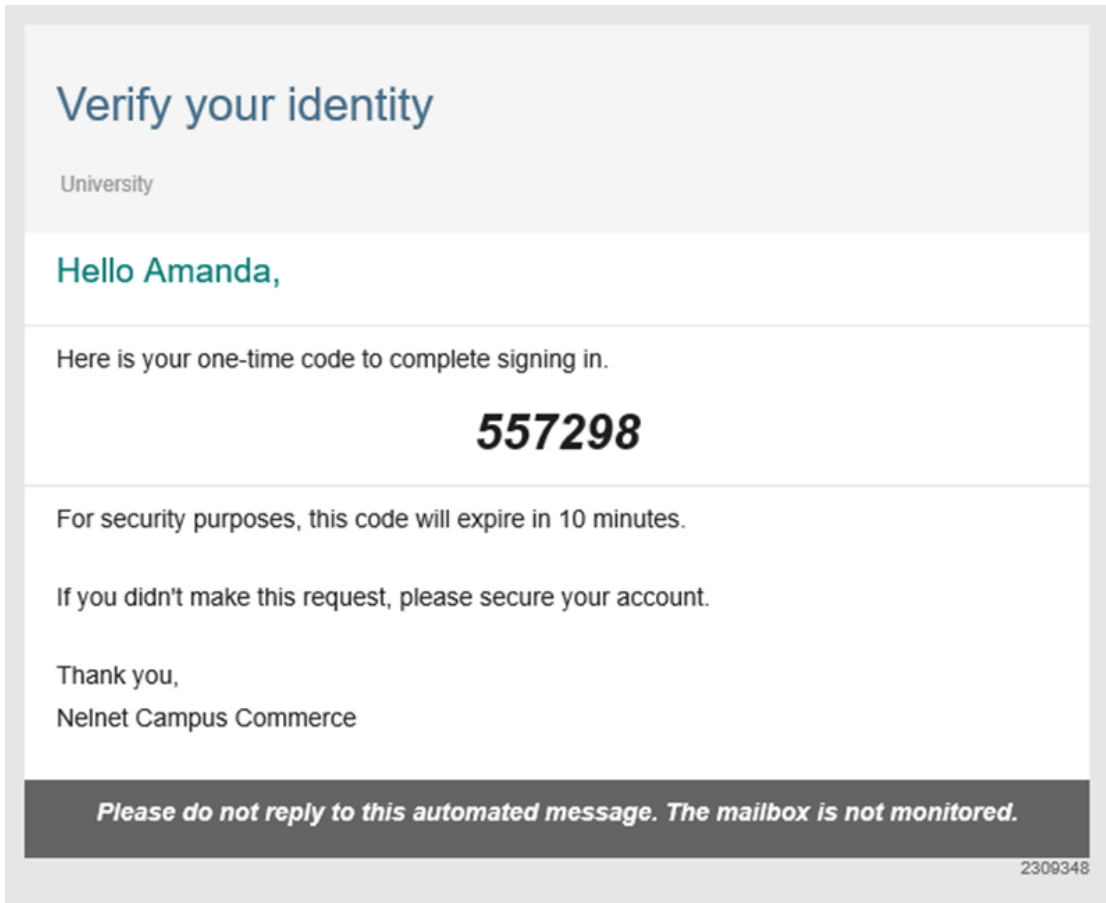 Verify your identity
University
Hello Amanda,
Here is your one-time code to complete signing in.
557298
For security purposes, this code will expire in 10 minutes.
If you didn't make this request, please secure your account.
Thank you,
Nelnet Campus Commerce
Please do not reply to this automated message. The mailbox is not monitored.
2309348